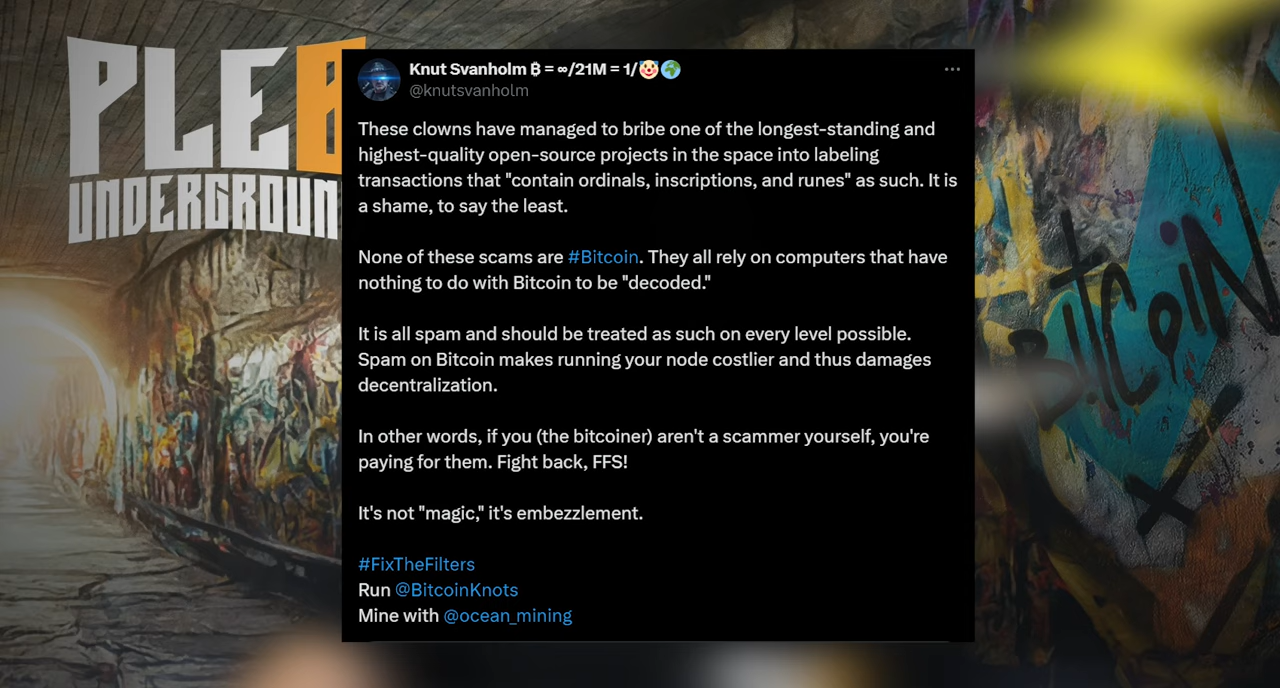 PLEB
UNDERGROUN
Knut Svanholm ₿ = ∞/21M = 1/🤡🌍
@knutsvanholm
These clowns have managed to bribe one of the longest-standing and
highest-quality open-source projects in the space into labeling
transactions that "contain ordinals, inscriptions, and runes" as such. It is
a shame, to say the least.
None of these scams are #Bitcoin. They all rely on computers that have
nothing to do with Bitcoin to be "decoded."
It is all spam and should be treated as such on every level possible.
Spam on Bitcoin makes running your node costlier and thus damages
decentralization.
In other words, if you (the bitcoiner) aren't a scammer yourself, you're
paying for them. Fight back, FFS!
It's not "magic," it's embezzlement.
#FixTheFilters
Run @BitcoinKnots
Mine with @ocean_mining
BitCoiN